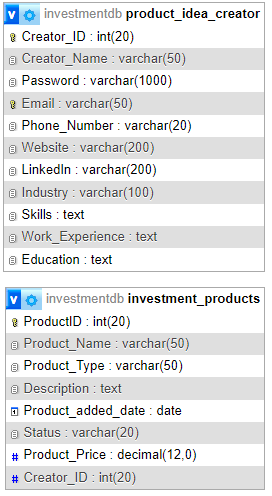 v investmentdb product_idea_creator
Creator_ID : int(20)
Creator_Name : varchar(50)
Password : varchar(1000)
Email : varchar(50)
Phone_Number : varchar(20)
Website : varchar(200)
LinkedIn : varchar(200)
Industry : varchar(100)
Skills : text
Work_Experience : text
Education : text
v investmentdb investment_products
ProductID : int(20)
Product_Name : varchar(50)
Product_Type : varchar(50)
Description : text
Product_added_date : date
Status : varchar(20)
# Product_Price : decimal(12,0)
# Creator_ID : int(20)